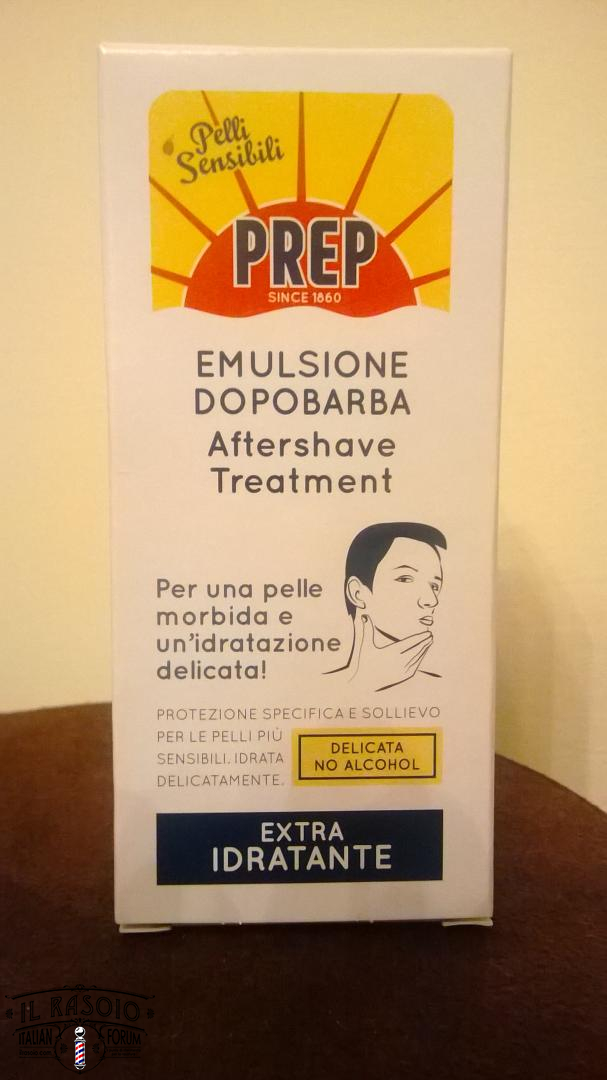 Pelli
Sensibili
PREP
SINCE 1860
EMULSIONE
DOPOBARBA
Aftershave
Treatment
Per una pelle
morbida e
un'idratazione
delicata!
PROTEZIONE SPECIFICA E SOLLIEVO
PER LE PELLI PIÙ
SENSIBILI. IDRATA
DELICATAMENTE.
DELICATA
NO ALCOHOL
EXTRA
IDRATANTE
IL RASOIO
ITALIAN FORUM